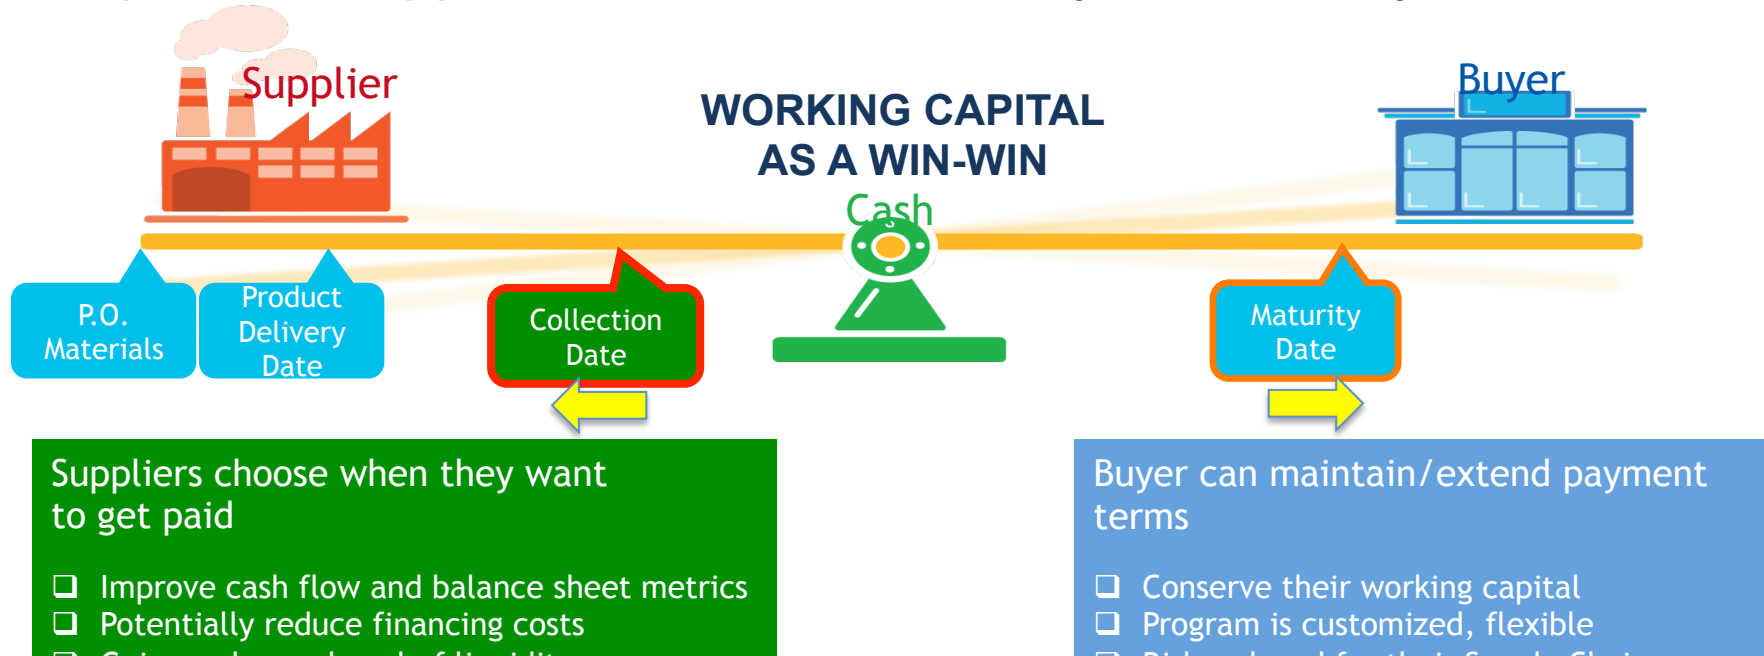 Supplier
Buyer
WORKING CAPITAL
AS A WIN-WIN
Cash
P.O.
Materials
Product
Delivery
Date
Collection
Date
Maturity
Date
Suppliers choose when they want
to get paid
❑ Improve cash flow and balance sheet metrics
❑ Potentially reduce financing costs
Buyer can maintain/extend payment
terms
❑ Conserve their working capital
❑ Program is customized, flexible